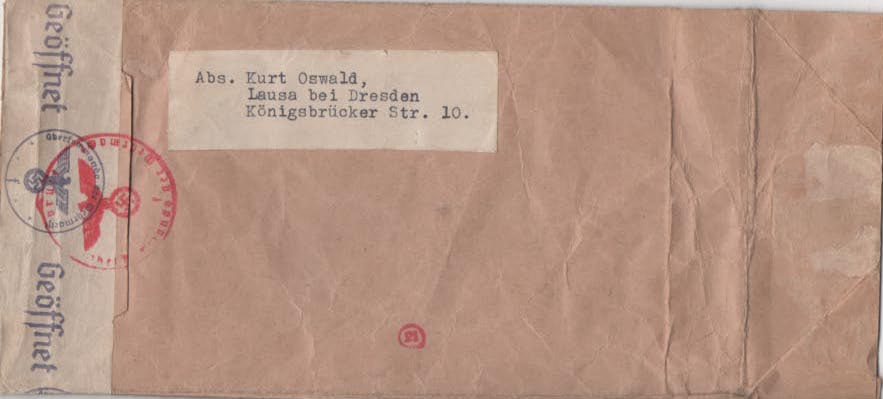 Geöffnet
Abs. Kurt Oswald,
Lausa bei Dresden
Königsbrücker Str. 10.
Geöffnet